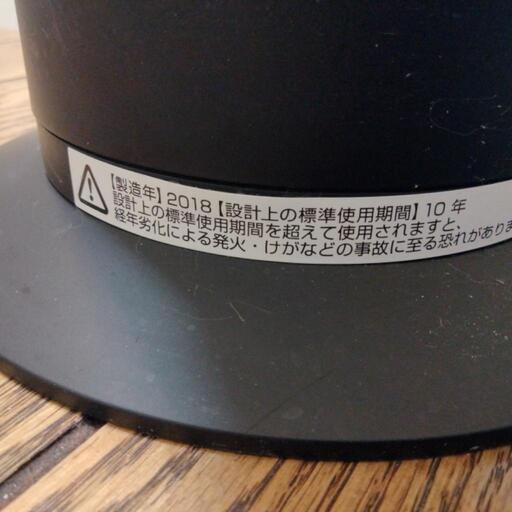 【製造年】2018【設計上の標準使用期間】10年
設計上の標準使用期間を超えて使用されますと、
経年劣化による発火・けがなどの事故に至る恐れがありま